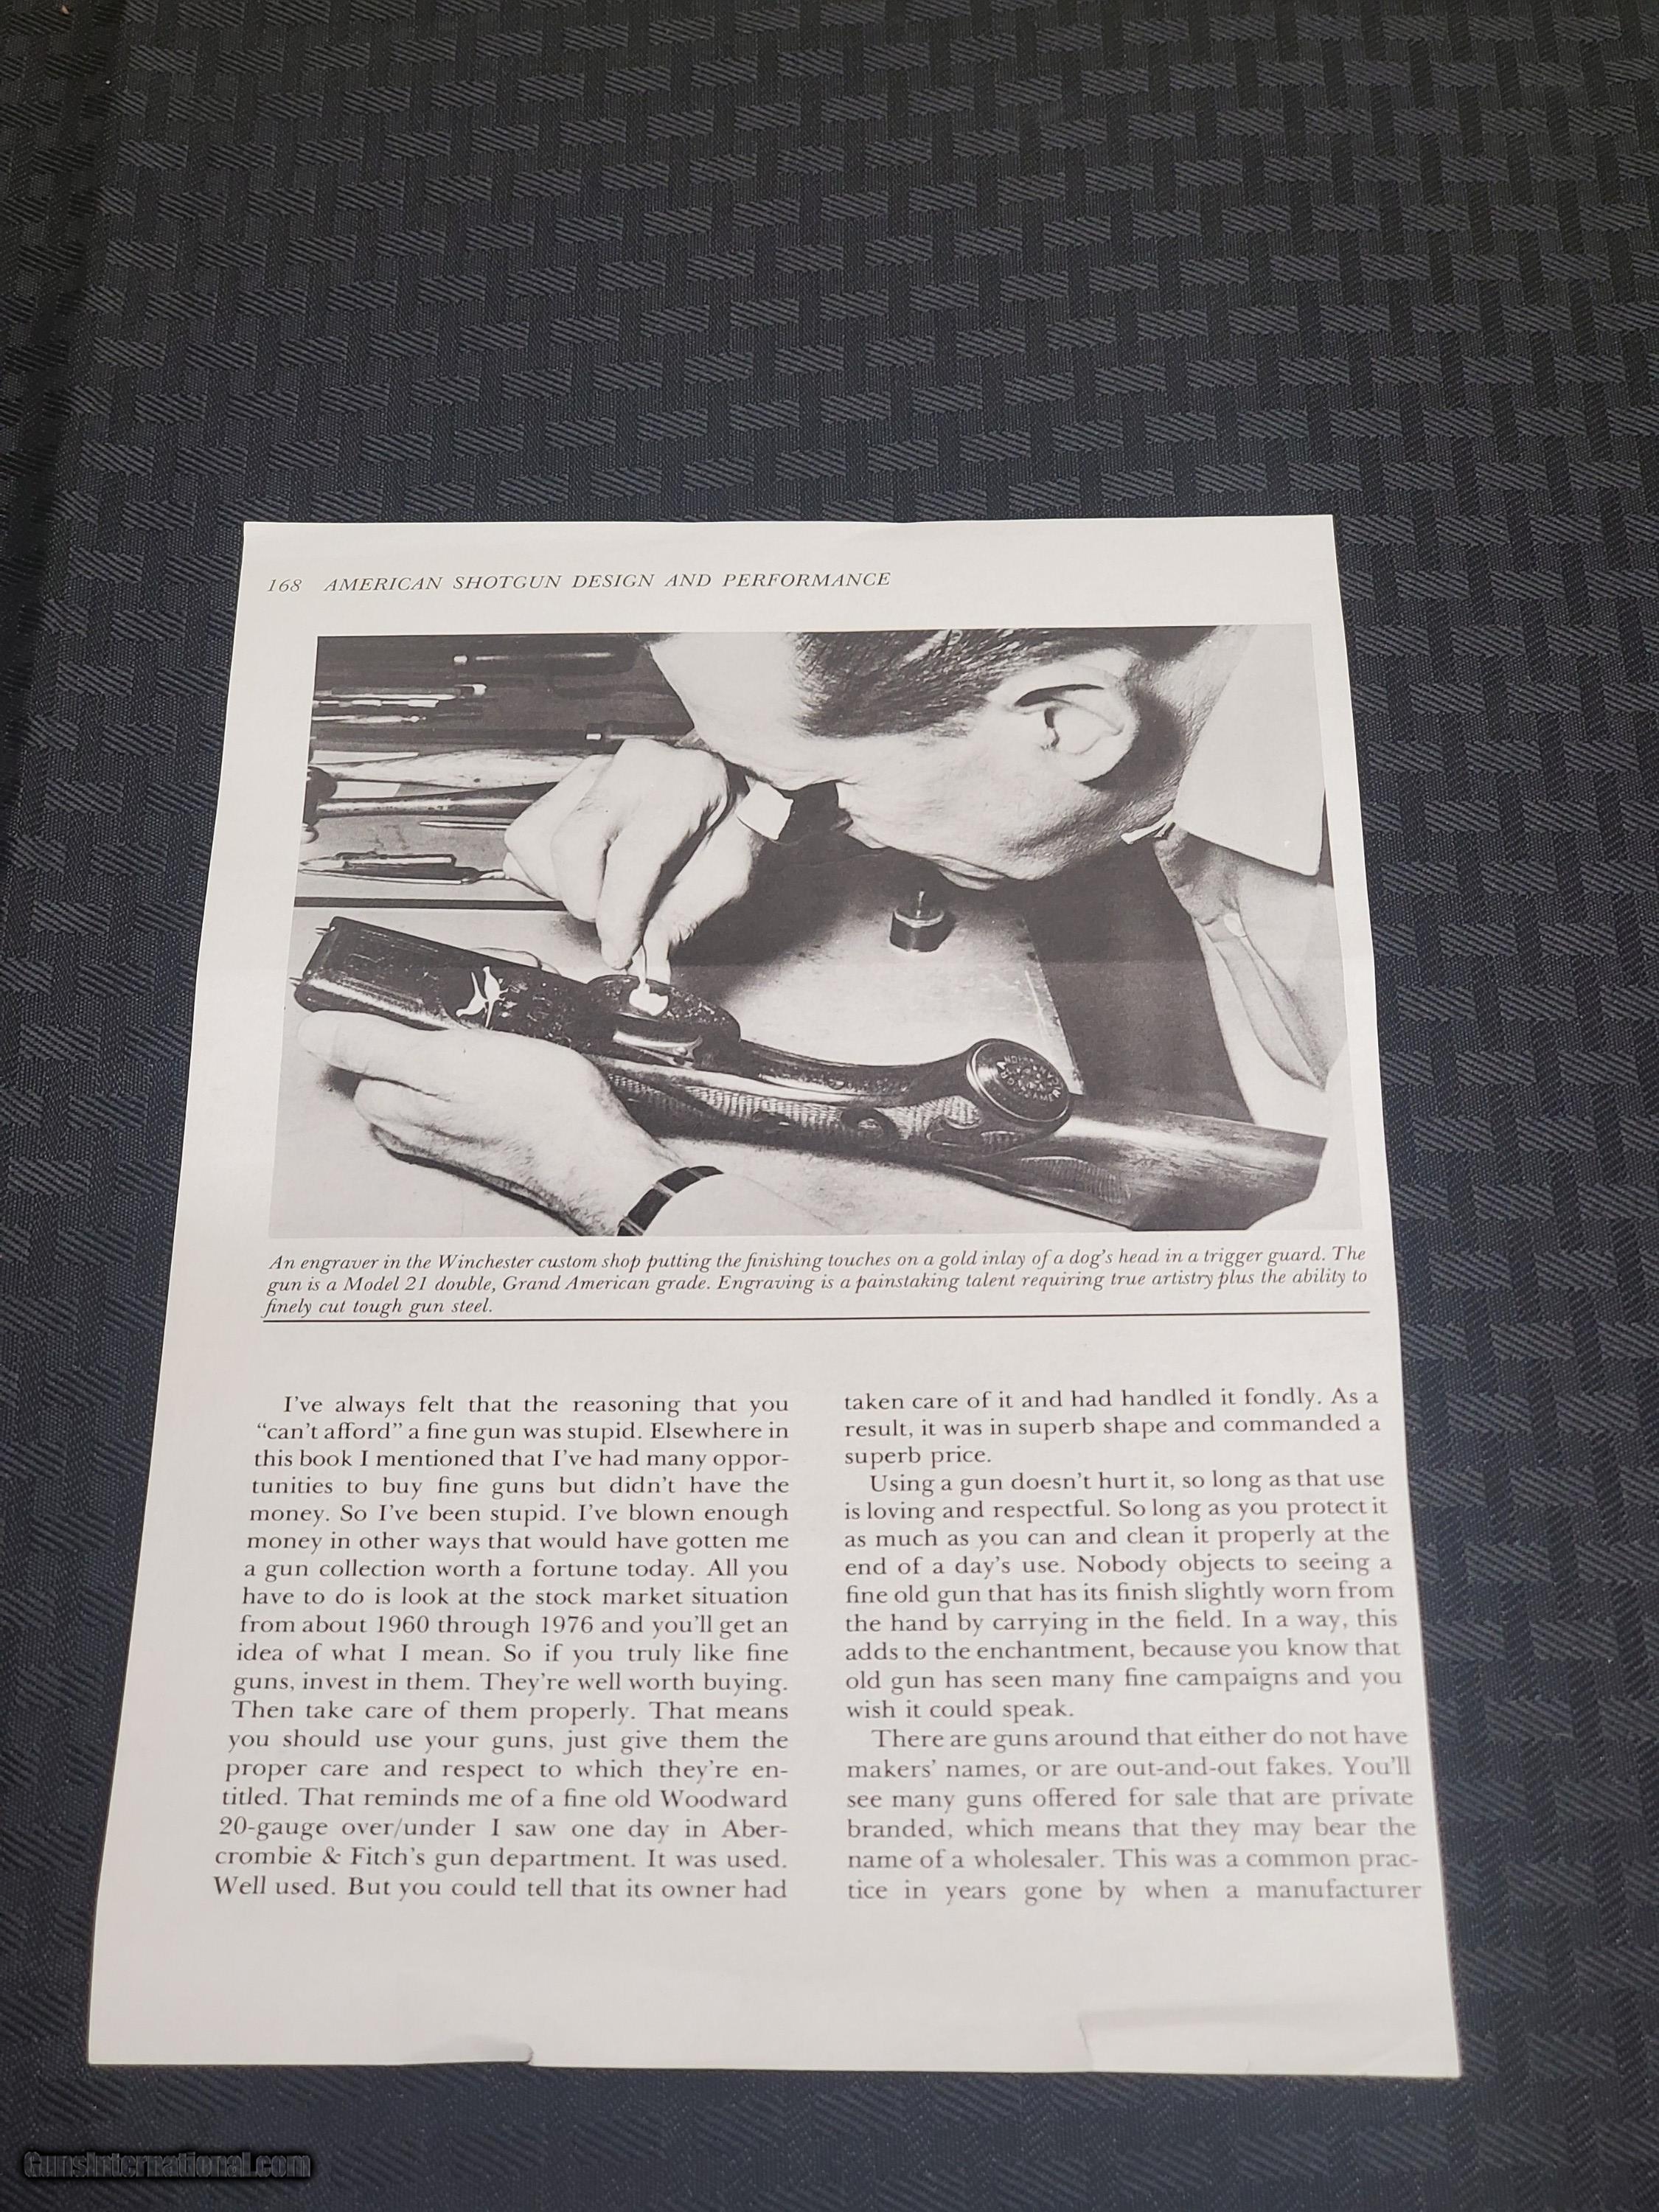 168 AMERICAN SHOTGUN DESIGN AND PERFORMANCE
An engraver in the Winchester custom shop putting the finishing touches on a gold inlay of a dog's head in a trigger guard. The
gun is a Model 21 double, Grand American grade. Engraving is a painstaking talent requiring true artistry plus the ability to
finely cut tough gun steel.
I've always felt that the reasoning that you
“can't afford” a fine gun was stupid. Elsewhere in
this book I mentioned that I've had many oppor-
tunities to buy fine guns but didn't have the
money. So I've been stupid. I've blown enough
money in other ways that would have gotten me
a gun collection worth a fortune today. All you
have to do is look at the stock market situation
from about 1960 through 1976 and you'll get an
idea of what I mean. So if you truly like fine
guns, invest in them. They're well worth buying.
Then take care of them properly. That means
you should use your guns, just give them the
proper care and respect to which they're en-
titled. That reminds me of a fine old Woodward
20-gauge over/under I saw one day in Aber-
crombie & Fitch's gun department. It was used.
Well used. But you could tell that its owner had
taken care of it and had handled it fondly. As a
result, it was in superb shape and commanded a
superb price.
Using a gun doesn't hurt it, so long as that use
is loving and respectful. So long as you protect it
as much as you can and clean it properly at the
end of a day's use. Nobody objects to seeing a
fine old gun that has its finish slightly worn from
the hand by carrying in the field. In a way, this
adds to the enchantment, because you know that
old gun has seen many fine campaigns and you
wish it could speak.
There are guns around that either do not have
makers' names, or are out-and-out fakes. You'll
see many guns offered for sale that are private
branded, which means that they may bear the
name of a wholesaler. This was a common prac-
tice in years gone by when a manufacturer
GunsInternational.com